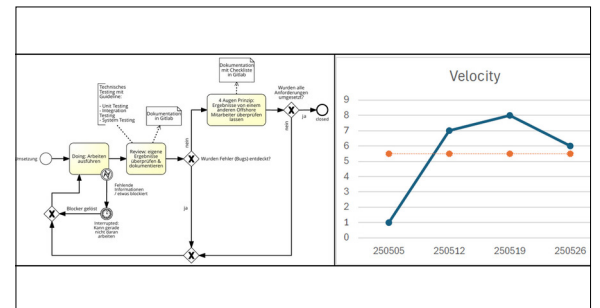 Dokumentation
mit Checkliste
in Gitlab
Technisches
Testing mit
Guideline:
- Unit Testing
- Integration
Testing
- System Testing
Dokumentation
in Gitlab
4 Augen Prinzip:
Ergebnisse von einem
anderen Offshore
Mitarbeiter überprüfen
lassen
Wurden alle
Anforderungen
umgesetzt?
ja
closed
nein
nein
Umsetzung
Doing: Arbeiten
ausführen
Review: eigene
Ergebnisse
überprüfen &
dokumentieren
Wurden Fehler (Bugs) entdeckt?
Fehlende
Informationen
/ etwas blockiert
Blocker gelöst
Interrupted:
Kann gerade
nicht daran
arbeiten
ja
Velocity
9
8
7
6
5
4
3
2
1
0
250505 250512 250519 250526